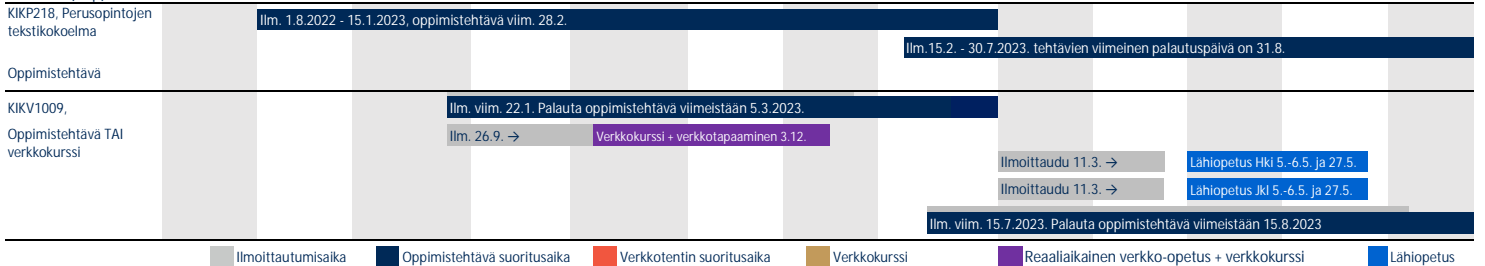 KIKP218, Perusopintojen
tekstikokoelma
Oppimistehtävä
Ilm. 1.8.2022 - 15.1.2023, oppimistehtävä viim. 28.2.
Ilm.15.2. - 30.7.2023. tehtävien viimeinen palautuspäivä on 31.8.
KIKV1009,
Oppimistehtävä TAI
verkkokurssi
Ilm. viim. 22.1. Palauta oppimistehtävä viimeistään 5.3.2023.
Ilm. 26.9. →
Verkkokurssi + verkkotapaaminen 3.12.
Ilmoittaudu 11.3. →
Lähiopetus Hki 5.-6.5. ja 27.5.
Ilmoittaudu 11.3. →
Lähiopetus Jkl 5.-6.5. ja 27.5.
Ilm. viim. 15.7.2023. Palauta oppimistehtävä viimeistään 15.8.2023
Ilmoittautumisaika
Oppimistehtävä suoritusaika
Verkkotentin suoritusaika
Verkkokurssi
Reaaliaikainen verkko-opetus + verkkokurssi
Lähiopetus